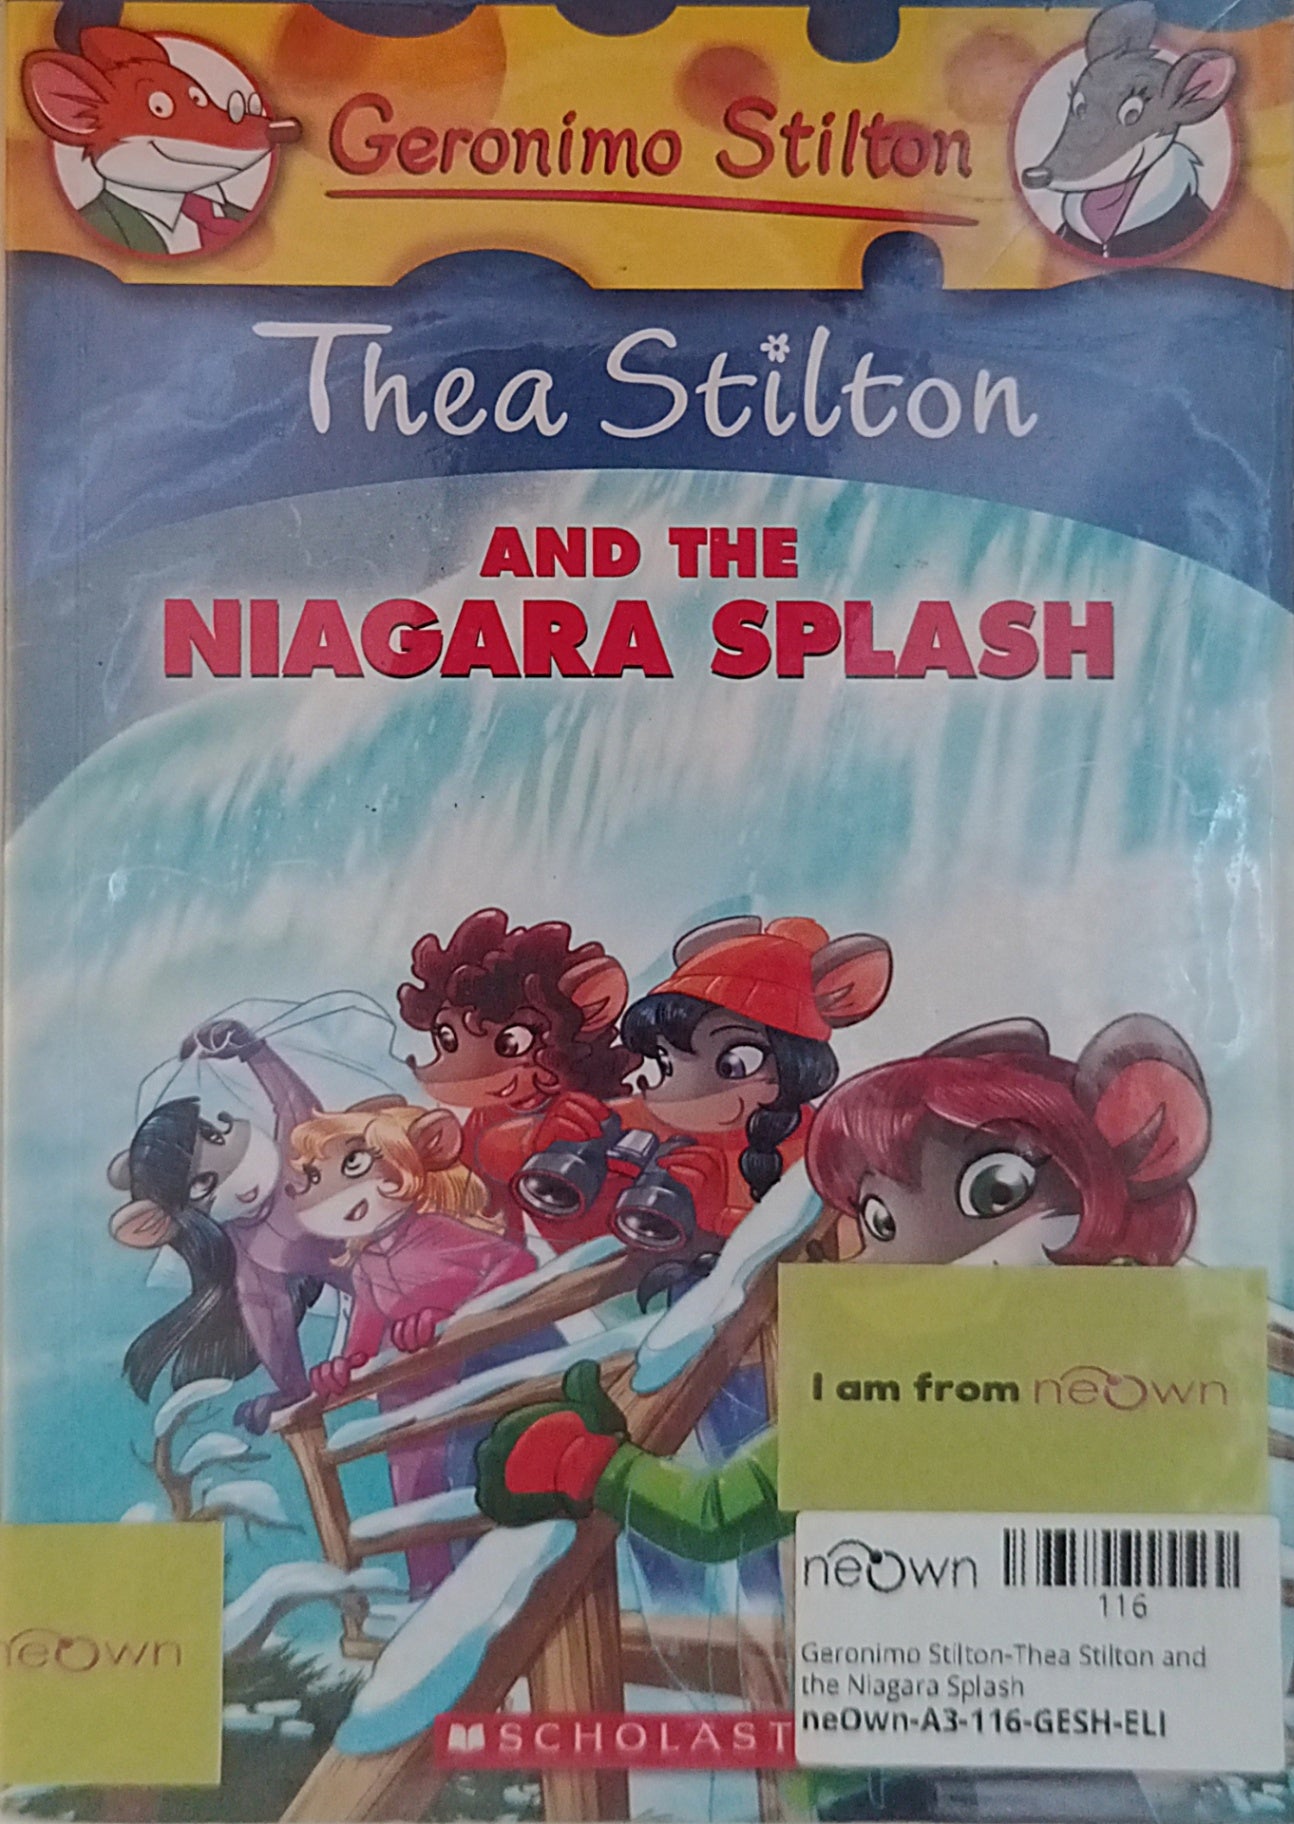 Geronimo Stilton
Thea Stilton
AND THE
NIAGARA SPLASH
I am from neOwn
neOwn
116
Geronimo Stilton-Thea Stilton and
the Niagara Splash
neOwn-A3-116-GESH-ELI
neOwn
SCHOLAST